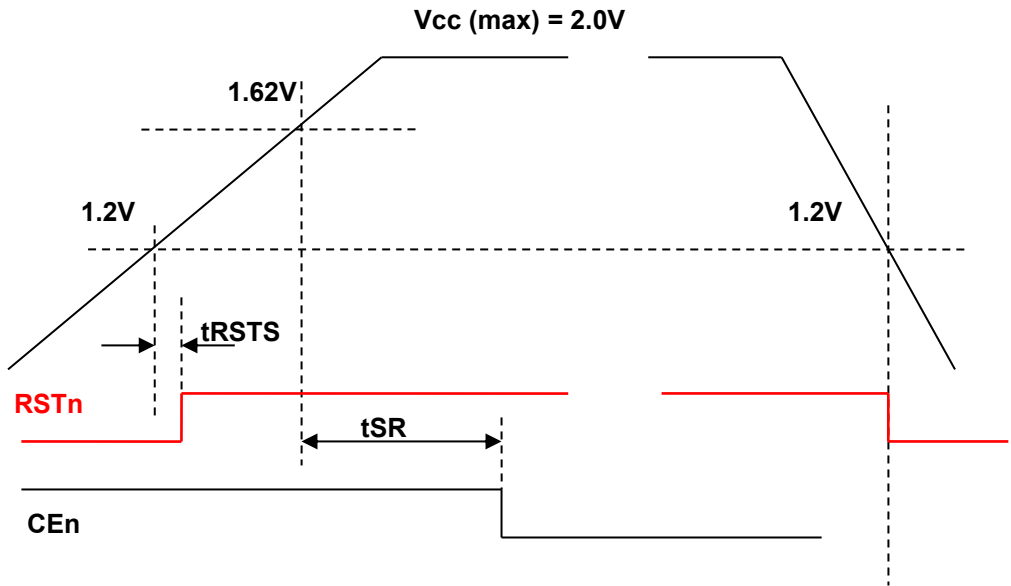 Vcc (max) = 2.0V
1.62V
1.2V
1.2V
tRSTS
RSTn
tSR
CEn